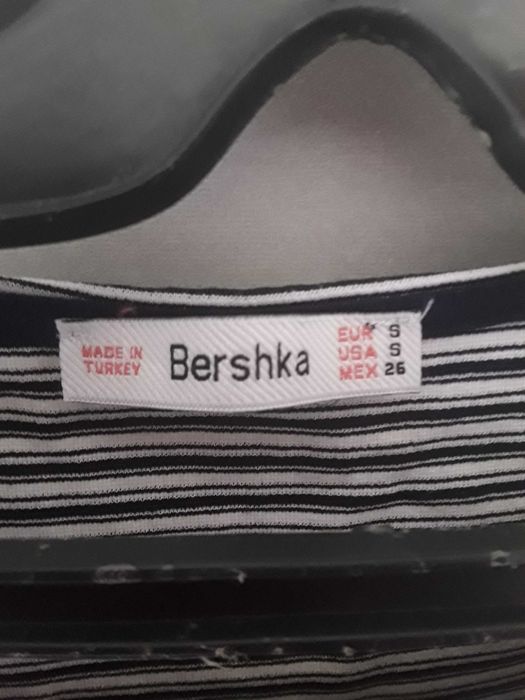 MADE IN
TURKEY
Bershka
EUR S
USA S
MEX 26